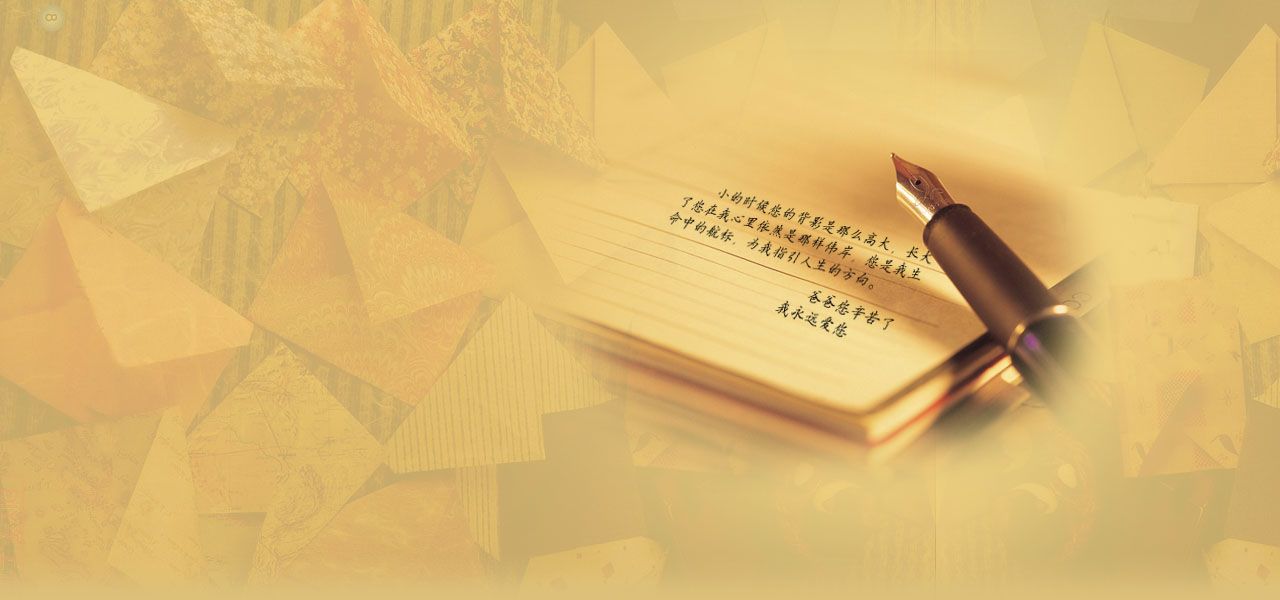 小的时候您的背影是那么高大，长大
了您在我心里依然是那样伟岸，您是我生
命中的航标，为我指引人生的方向。
爸爸您辛苦了
我永远爱您